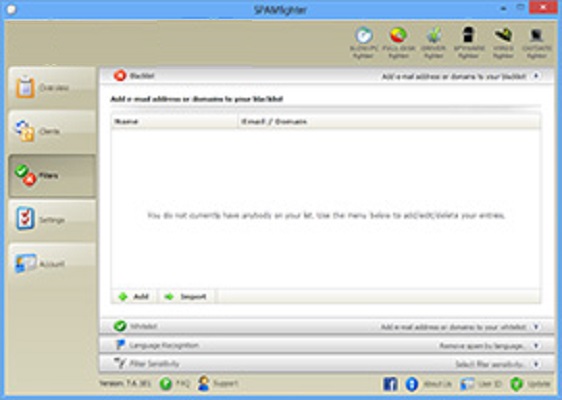 SPAMfighter
SLOW-PC fighter
FULL-DISK fighter
DRIVER fighter
SPYWARE fighter
VIRUS fighter
Overview
Clients
Filters
Settings
Account
Blacklist Add e-mail address or domains to your blacklist
Add e-mail address or domains to your blacklist
Name Email / Domain
You do not currently have anybody on your list. Use the menu below to add/edit/delete your entries.
Add Import
Whitelist Add e-mail address or domains to your whitelist
Language Recognition Remove spam by language...
Filter Sensitivity Select filter sensitivity...
Version: 7.6. FAQ Support About Us User ID Update